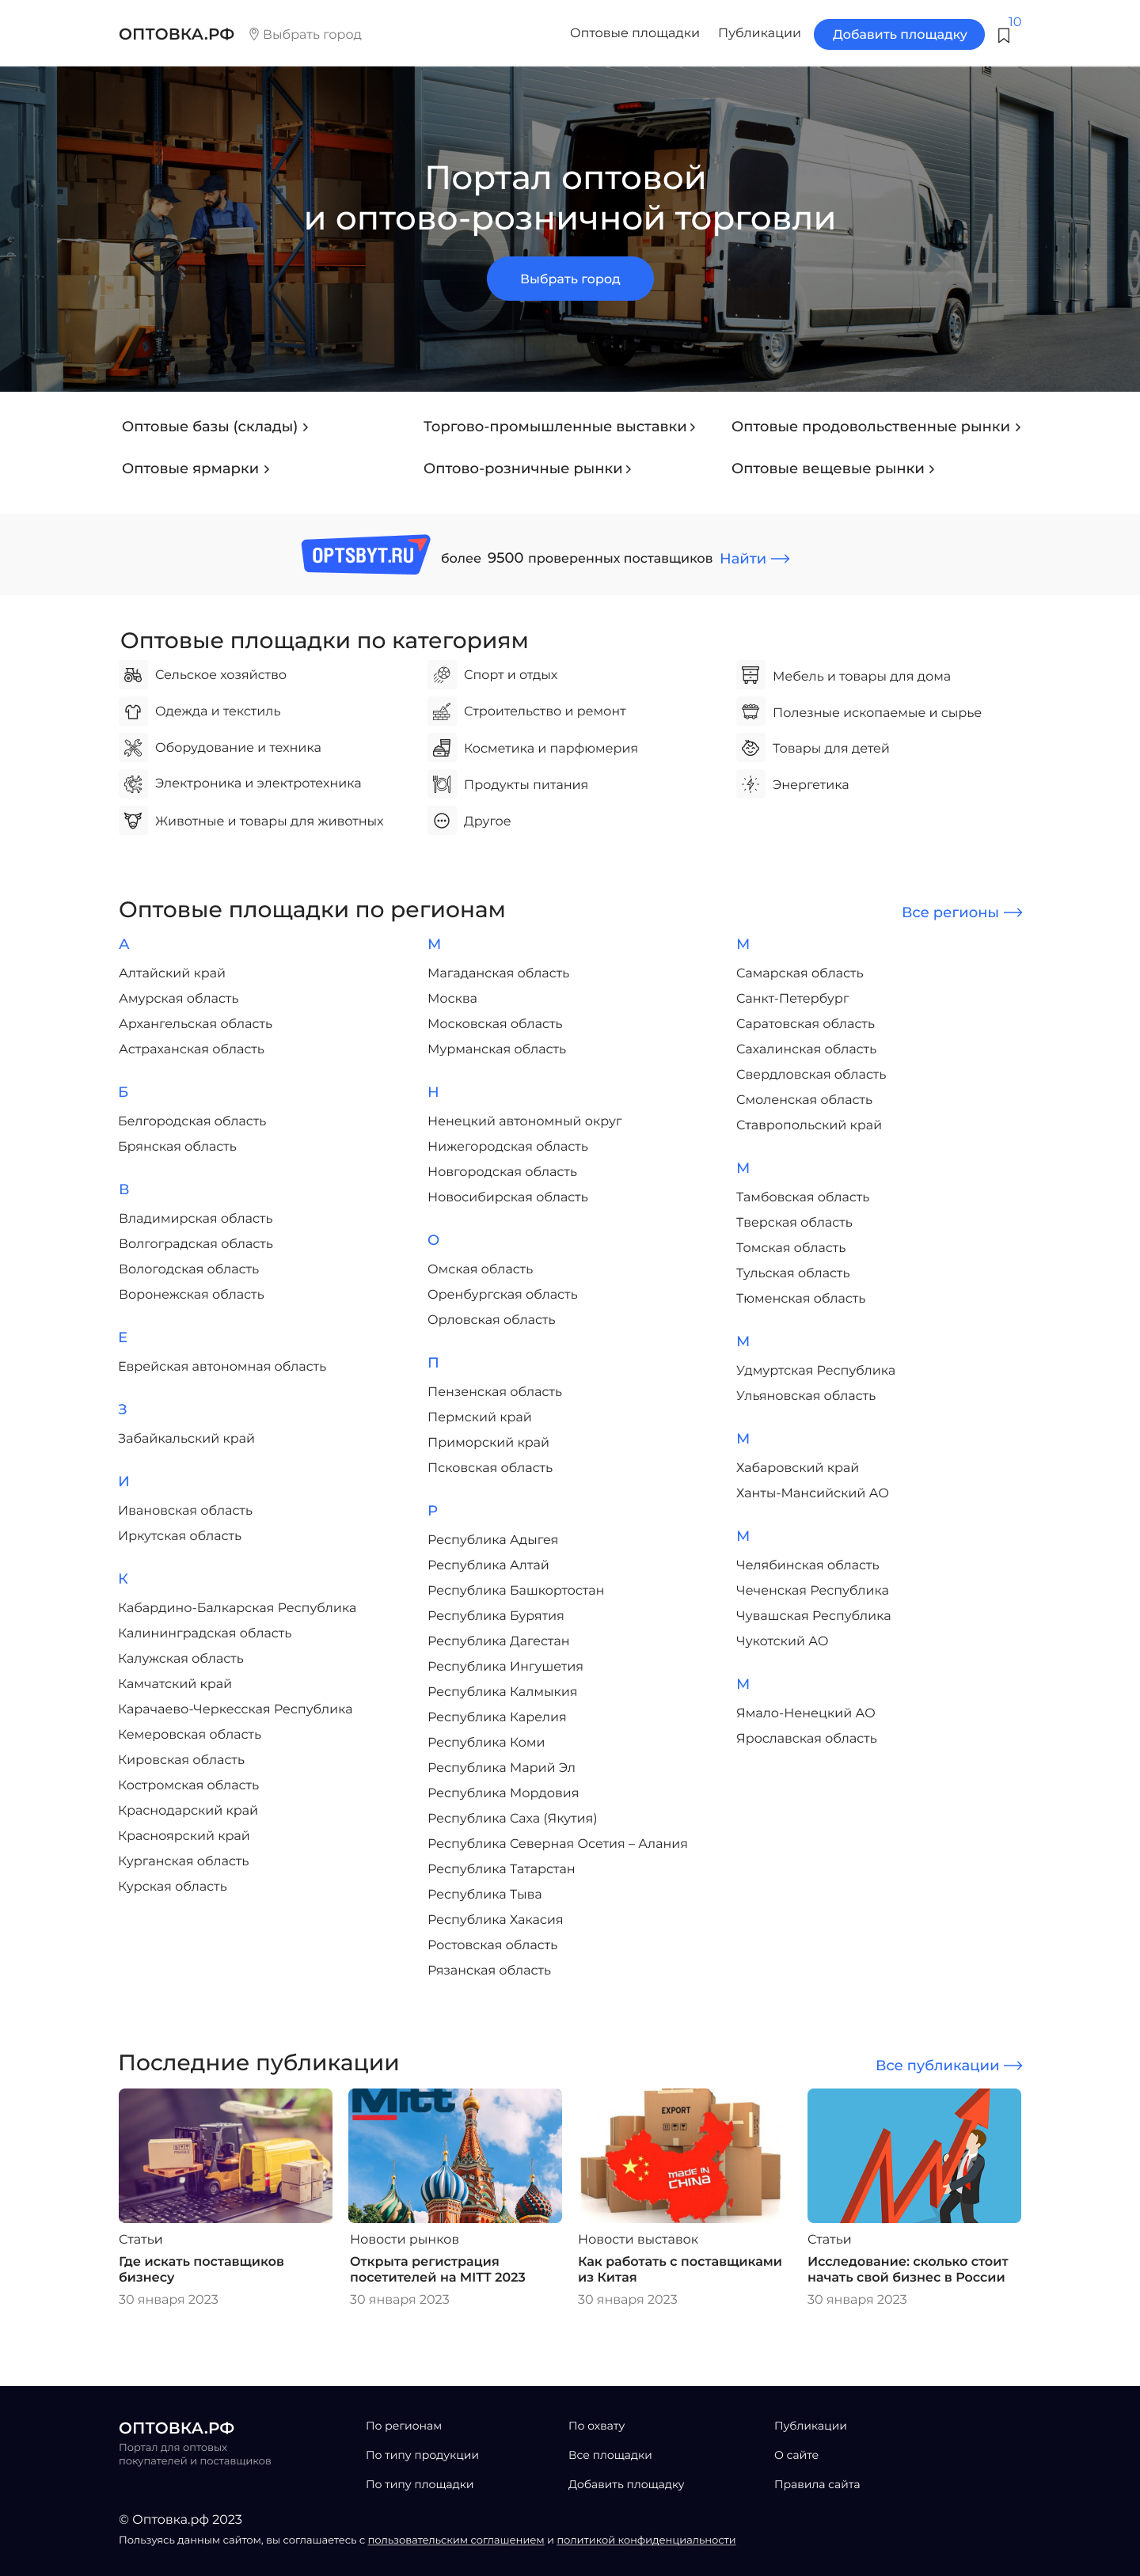 ОПТОВКА.РФ
Выбрать город
Оптовые площадки
Публикации
Добавить площадку
10
Портал оптовой
и оптово-розничной торговли
Выбрать город
Оптовые базы (склады)
Торгово-промышленные выставки
Оптовые продовольственные рынки
Оптовые ярмарки
Оптово-розничные рынки
Оптовые вещевые рынки
OPTSBYT.RU
более 9500 проверенных поставщиков
Найти
Оптовые площадки по категориям
Сельское хозяйство
Одежда и текстиль
Оборудование и техника
Электроника и электротехника
Животные и товары для животных
Спорт и отдых
Строительство и ремонт
Косметика и парфюмерия
Продукты питания
Другое
Мебель и товары для дома
Полезные ископаемые и сырье
Товары для детей
Энергетика
Оптовые площадки по регионам
Все регионы
А
Алтайский край
Амурская область
Архангельская область
Астраханская область
Б
Белгородская область
Брянская область
В
Владимирская область
Волгоградская область
Вологодская область
Воронежская область
Е
Еврейская автономная область
З
Забайкальский край
И
Ивановская область
Иркутская область
К
Кабардино-Балкарская Республика
Калининградская область
Калужская область
Камчатский край
Карачаево-Черкесская Республика
Кемеровская область
Кировская область
Костромская область
Краснодарский край
Красноярский край
Курганская область
Курская область
М
Магаданская область
Москва
Московская область
Мурманская область
Н
Ненецкий автономный округ
Нижегородская область
Новгородская область
Новосибирская область
О
Омская область
Оренбургская область
Орловская область
П
Пензенская область
Пермский край
Приморский край
Псковская область
Р
Республика Адыгея
Республика Алтай
Республика Башкортостан
Республика Бурятия
Республика Дагестан
Республика Ингушетия
Республика Калмыкия
Республика Карелия
Республика Коми
Республика Марий Эл
Республика Мордовия
Республика Саха (Якутия)
Республика Северная Осетия – Алания
Республика Татарстан
Республика Тыва
Республика Хакасия
Ростовская область
Рязанская область
М
Самарская область
Санкт-Петербург
Саратовская область
Сахалинская область
Свердловская область
Смоленская область
Ставропольский край
М
Тамбовская область
Тверская область
Томская область
Тульская область
Тюменская область
М
Удмуртская Республика
Ульяновская область
М
Хабаровский край
Ханты-Мансийский АО
М
Челябинская область
Чеченская Республика
Чувашская Республика
Чукотский АО
М
Ямало-Ненецкий АО
Ярославская область
Последние публикации
Все публикации
Mitt
EXPORT
MADE IN
CHINA
Статьи
Где искать поставщиков
бизнесу
30 января 2023
Новости рынков
Открыта регистрация
посетителей на MITT 2023
30 января 2023
Новости выставок
Как работать с поставщиками
из Китая
30 января 2023
Статьи
Исследование: сколько стоит
начать свой бизнес в России
30 января 2023
ОПТОВКА.РФ
Портал для оптовых
покупателей и поставщиков
По регионам
По типу продукции
По типу площадки
По охвату
Все площадки
Добавить площадку
Публикации
О сайте
Правила сайта
© Оптовка.рф 2023
Пользуясь данным сайтом, вы соглашаетесь с пользовательским соглашением и политикой конфиденциальности